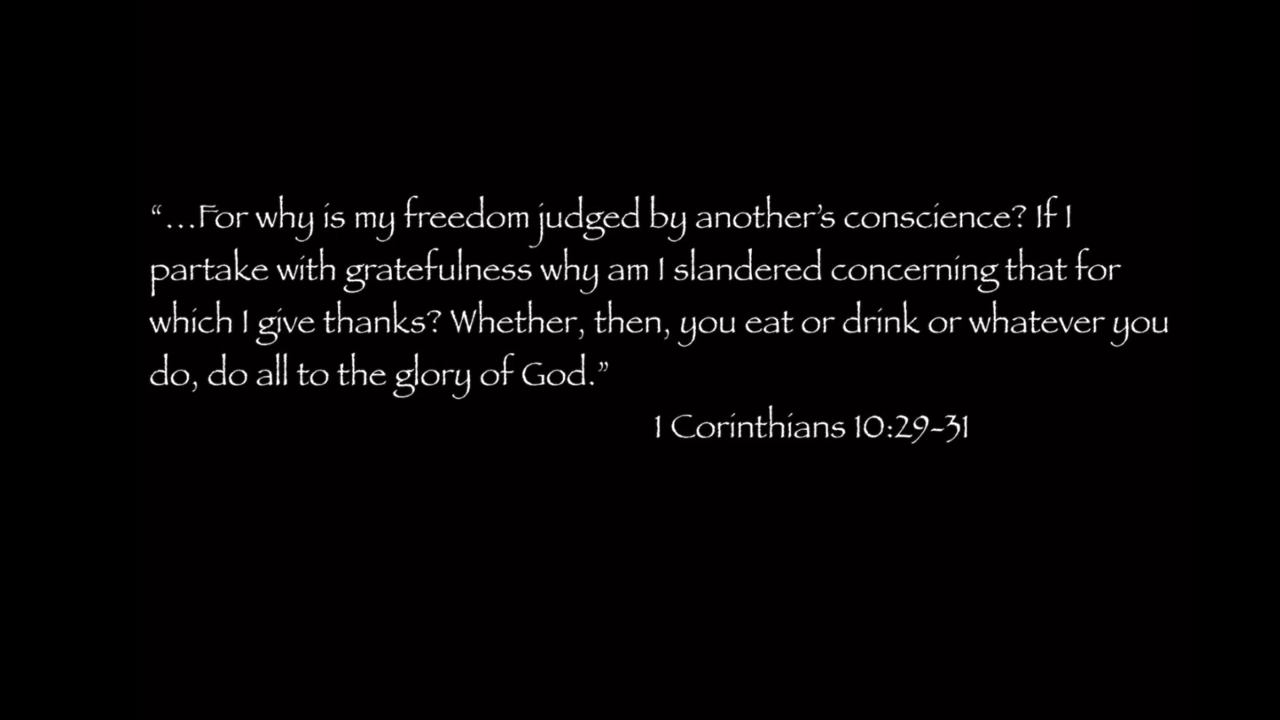 “...For why is my freedom judged by another’s conscience? If I
partake with gratefulness why am I slandered concerning that for
which I give thanks? Whether, then, you eat or drink or whatever you
do, do all to the glory of God.”
1 Corinthians 10:29-31